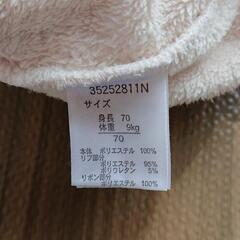 35252811N
サイズ
身長 70
体重 9kg
70
本体 ポリエステル 100%
リブ部分
ポリエステル 95%
ポリウレタン 5%
リボン部分
ポリエステル 100%